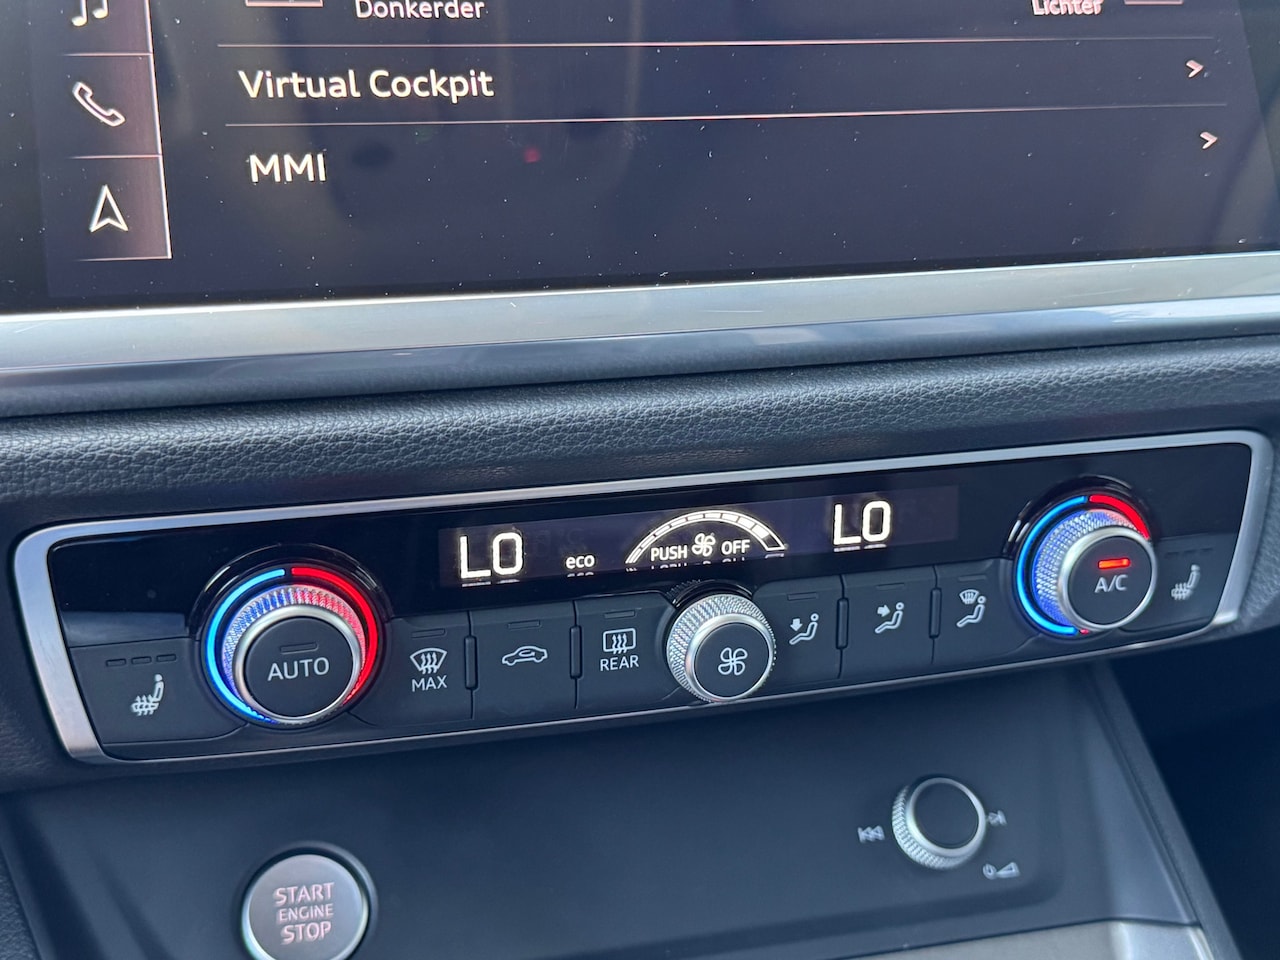 Donkerder
Lichter
Virtual Cockpit
MMI
LO
eco
PUSH OFF
LO
AUTO
MAX
REAR
A/C
START
ENGINE
STOP